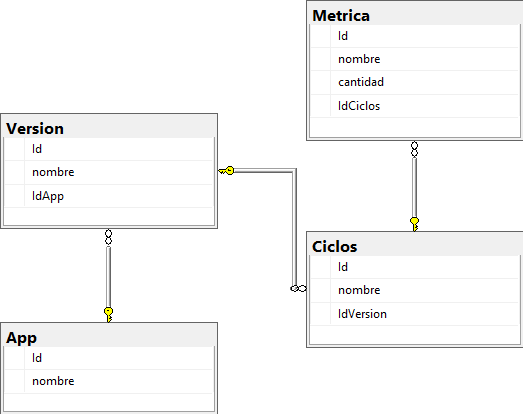 Metrica
Id
nombre
cantidad
IdCiclos
Version
Id
nombre
IdApp
Ciclos
Id
nombre
IdVersion
App
Id
nombre